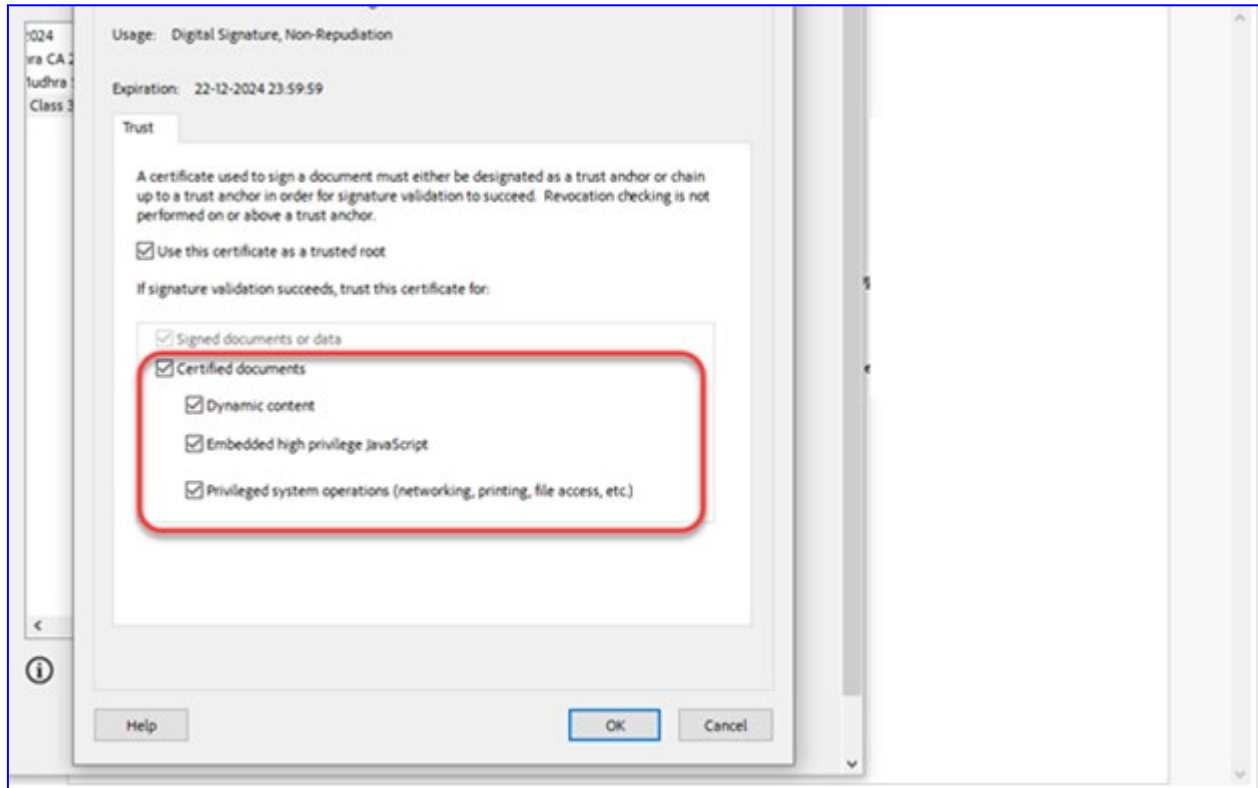 2024
Usage: Digital Signature, Non-Repudiation
ra CA 2
Mudhra
Expiration: 22-12-2024 23:59:59
Class 3
Trust
A certificate used to sign a document must either be designated as a trust anchor or chain
up to a trust anchor in order for signature validation to succeed. Revocation checking is not
performed on or above a trust anchor.
Use this certificate as a trusted root
If signature validation succeeds, trust this certificate for:
Signed documents or data
Certified documents
Dynamic content
Embedded high privilege JavaScript
Privileged system operations (networking, printing, file access, etc.)
Help
OK
Cancel